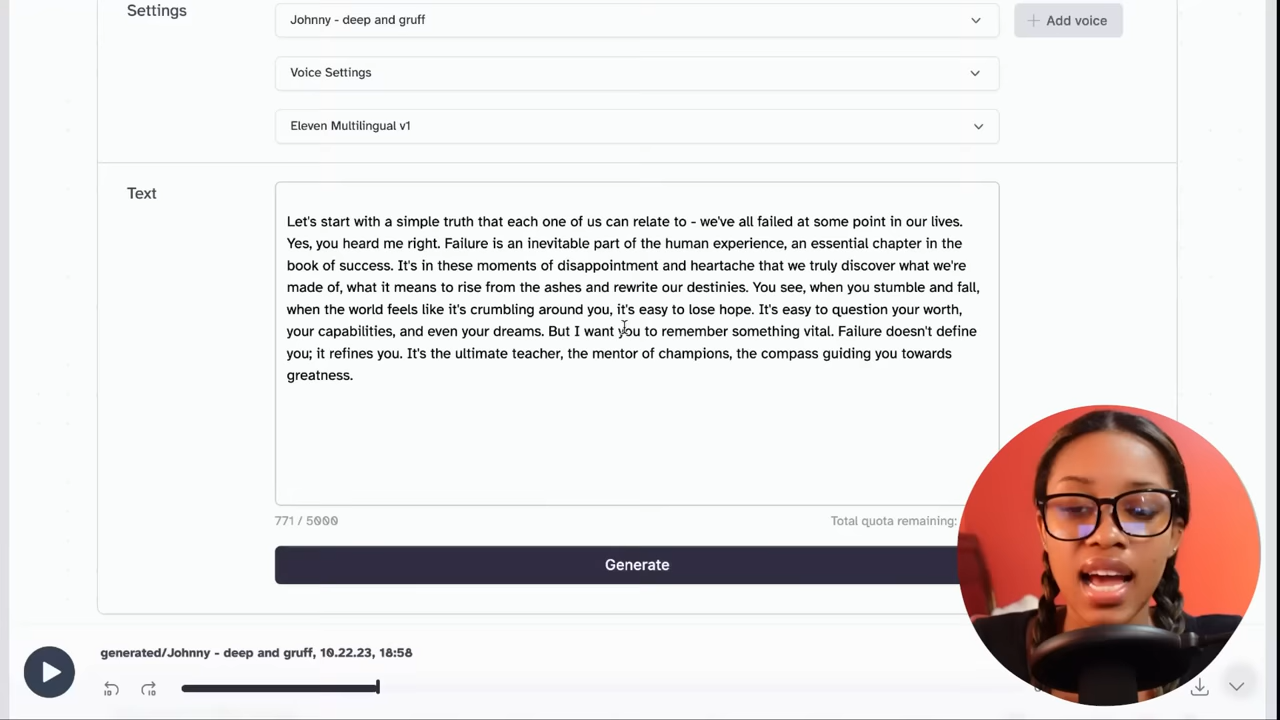 Settings
Johnny - deep and gruff
+ Add voice
Voice Settings
Eleven Multilingual v1
Text
Let's start with a simple truth that each one of us can relate to - we've all failed at some point in our lives.
Yes, you heard me right. Failure is an inevitable part of the human experience, an essential chapter in the
book of success. It's in these moments of disappointment and heartache that we truly discover what we're
made of, what it means to rise from the ashes and rewrite our destinies. You see, when you stumble and fall,
when the world feels like it's crumbling around you, it's easy to lose hope. It's easy to question your worth,
your capabilities, and even your dreams. But I want you to remember something vital. Failure doesn't define
you; it refines you. It's the ultimate teacher, the mentor of champions, the compass guiding you towards
greatness.
771 / 5000
Total quota remaining:
Generate
generated/Johnny - deep and gruff, 10.22.23, 18:58